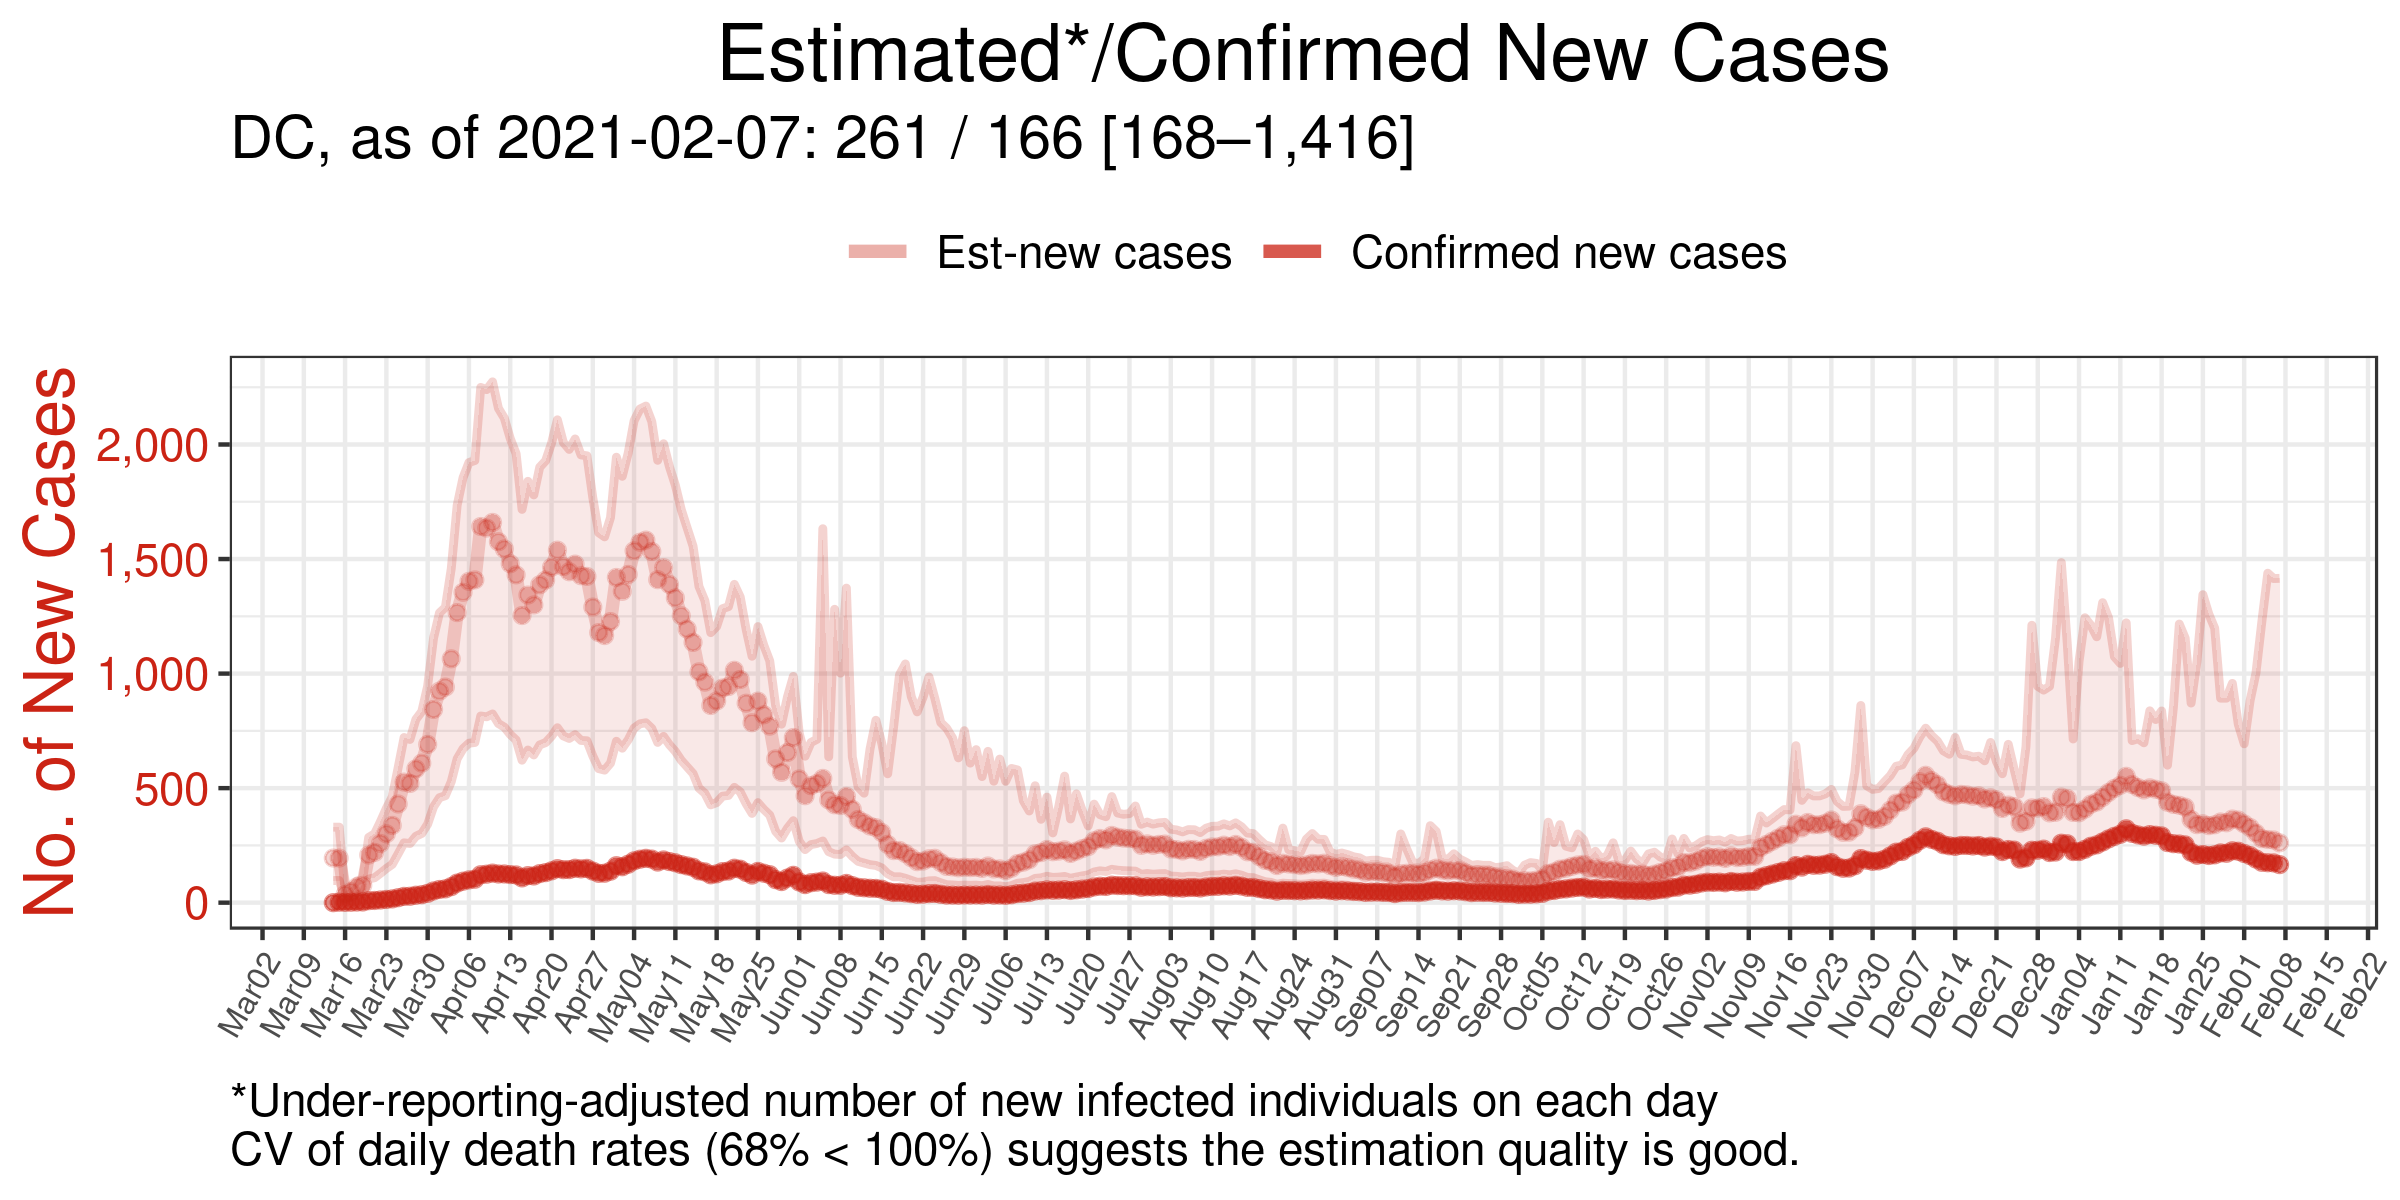 Estimated*/Confirmed New Cases
DC, as of 2021-02-07: 261 / 166 [168–1,416]
Est-new cases Confirmed new cases
No. of New Cases
2,000
1,500
1,000
500
0
Mar02 Mar09 Mar16 Mar23 Mar30 Apr06 Apr13 Apr20 Apr27 May04 May11 May18 May25 Jun01 Jun08 Jun15 Jun22 Jun29 Jul06 Jul13 Jul20 Jul27 Aug03 Aug10 Aug17 Aug24 Aug31 Sep07 Sep14 Sep21 Sep28 Oct05 Oct12 Oct19 Oct26 Nov02 Nov09 Nov16 Nov23 Nov30 Dec07 Dec14 Dec21 Dec28 Jan04 Jan11 Jan18 Jan25 Feb01 Feb08 Feb15 Feb22
*Under-reporting-adjusted number of new infected individuals on each day
CV of daily death rates (68% < 100%) suggests the estimation quality is good.